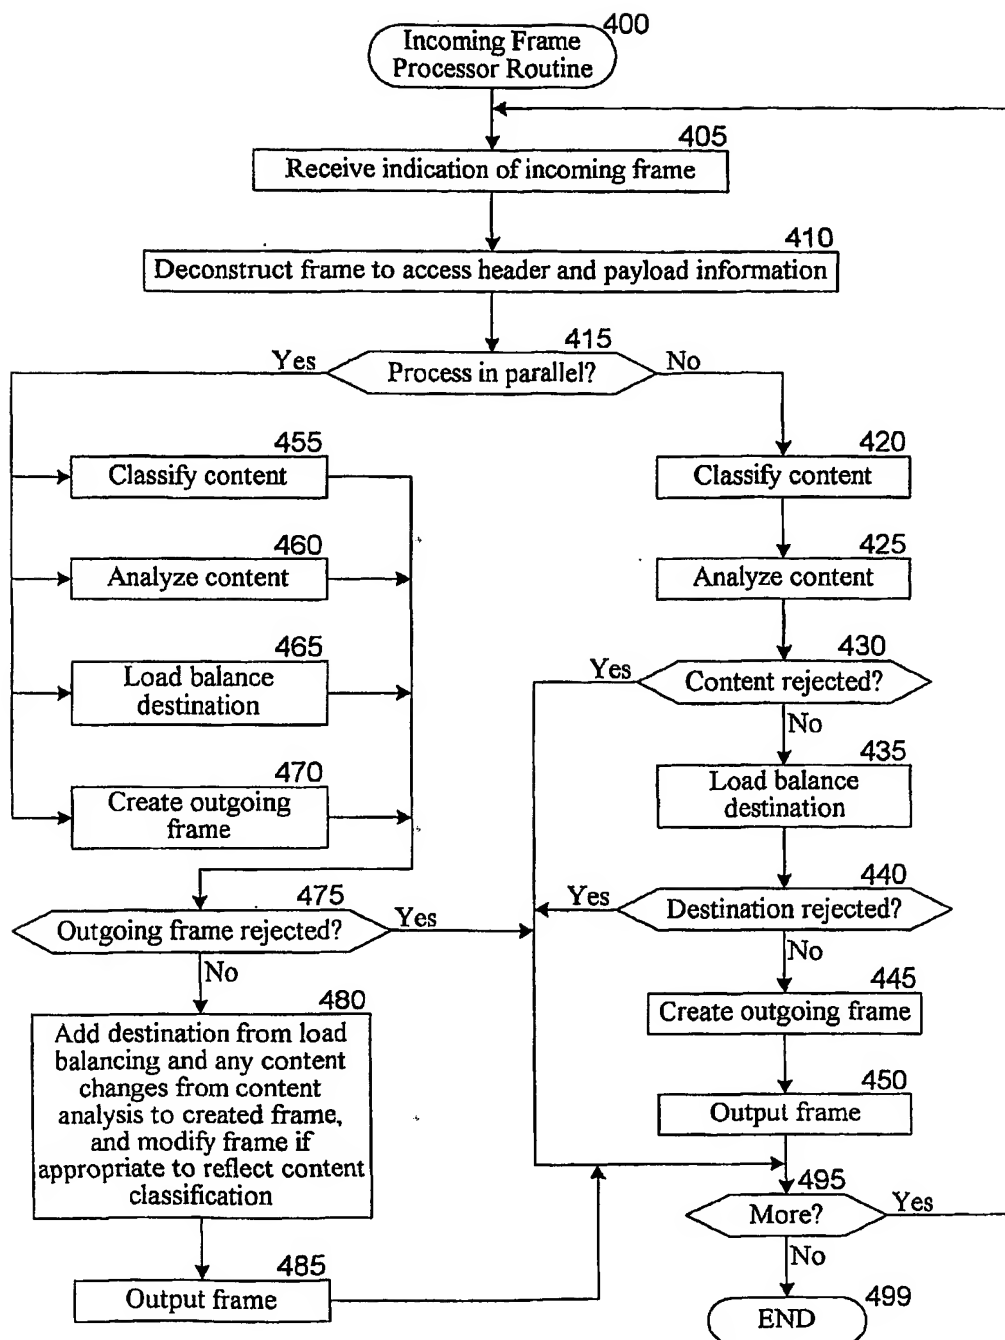 400
Incoming Frame
Processor Routine
405
Receive indication of incoming frame
410
Deconstruct frame to access header and payload information
415
Yes
Process in parallel?
No
455
Classify content
460
Analyze content
465
Load balance
destination
470
Create outgoing
frame
475
Outgoing frame rejected?
Yes
No
480
Add destination from load
balancing and any content
changes from content
analysis to created frame,
and modify frame if
appropriate to reflect content
classification
485
Output frame
420
Classify content
425
Analyze content
430
Yes
Content rejected?
No
435
Load balance
destination
440
Yes
Destination rejected?
No
445
Create outgoing frame
450
Output frame
495
More?
Yes
No
499
END